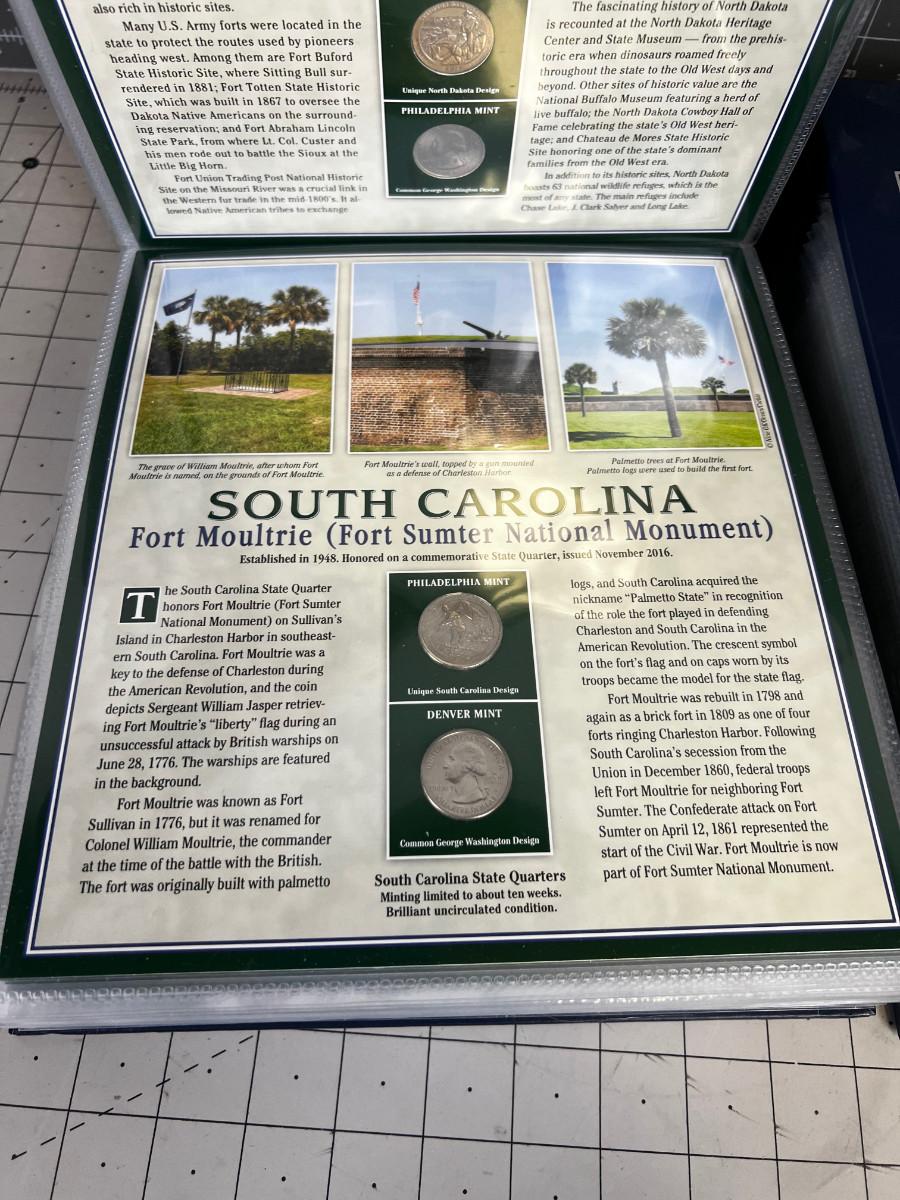 also rich in historic sites.
Many U.S. Army forts were located in the
state to protect the routes used by pioneers
heading west. Among them are Fort Buford
State Historic Site, where Sitting Bull sur-
rendered in 1881; Fort Totten State Historic
Site, which was built in 1867 to oversee the
Dakota Native Americans on the surround-
ing reservation; and Fort Abraham Lincoln
State Park, from where Lt. Col. Custer and
his men rode out to battle the Sioux at the
Little Big Horn.
Fort Union Trading Post National Historic
Site on the Missouri River was a crucial link in
the Western fur trade in the mid-1800's. It al-
lowed Native American tribes to exchange
Unique North Dakota Design
PHILADELPHIA MINT
Common George Washington Design
The fascinating history of North Dakota
is recounted at the North Dakota Heritage
Center and State Museum — from the prehis-
toric era when dinosaurs roamed freely
throughout the state to the Old West days and
beyond. Other sites of historic value are the
National Buffalo Museum featuring a herd of
live buffalo; the North Dakota Cowboy Hall of
Fame celebrating the state's Old West heri-
tage; and Chateau de Mores State Historic
Site honoring one of the state's dominant
families from the Old West era.
In addition to its historic sites, North Dakota
boasts 63 national wildlife refuges, which is the
most of any state. The main refuges include
Chase Lake, J. Clark Salyer and Long Lake.
The grave of William Moultrie, after whom Fort
Moultrie is named, on the grounds of Fort Moultrie.
Fort Moultrie's wall, topped by a gun mounted
as a defense of Charleston Harbor.
Palmetto trees at Fort Moultrie.
Palmetto logs were used to build the first fort.
SOUTH CAROLINA
Fort Moultrie (Fort Sumter National Monument)
Established in 1948. Honored on a commemorative State Quarter, issued November 2016.
The South Carolina State Quarter
honors Fort Moultrie (Fort Sumter
National Monument) on Sullivan's
Island in Charleston Harbor in southeast-
ern South Carolina. Fort Moultrie was a
key to the defense of Charleston during
the American Revolution, and the coin
depicts Sergeant William Jasper retriev-
ing Fort Moultrie's "liberty" flag during an
unsuccessful attack by British warships on
June 28, 1776. The warships are featured
in the background.
Fort Moultrie was known as Fort
Sullivan in 1776, but it was renamed for
Colonel William Moultrie, the commander
at the time of the battle with the British.
The fort was originally built with palmetto
PHILADELPHIA MINT
Unique South Carolina Design
DENVER MINT
Common George Washington Design
South Carolina State Quarters
Minting limited to about ten weeks.
Brilliant uncirculated condition.
logs, and South Carolina acquired the
nickname "Palmetto State" in recognition
of the role the fort played in defending
Charleston and South Carolina in the
American Revolution. The crescent symbol
on the fort's flag and on caps worn by its
troops became the model for the state flag.
Fort Moultrie was rebuilt in 1798 and
again as a brick fort in 1809 as one of four
forts ringing Charleston Harbor. Following
South Carolina's secession from the
Union in December 1860, federal troops
left Fort Moultrie for neighboring Fort
Sumter. The Confederate attack on Fort
Sumter on April 12, 1861 represented the
start of the Civil War. Fort Moultrie is now
part of Fort Sumter National Monument.